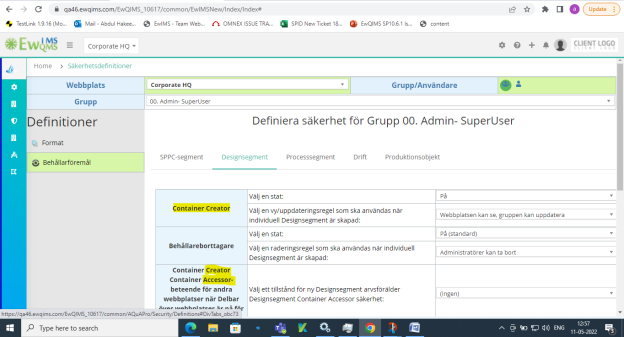 qa46.ewqims.com/EwQIMS_10617/common/EwIMSNew/Index/Index#
Update
TestLink 1.9.16 (Mo...
Mail - Abdul Hakee...
EwIMS - Team Web...
OMNEX ISSUE TRA...
SPID New Ticket 18...
EwQIMS SP10.6.1 Is...
content
EwIMS
QMS
Corporate HQ
CLIENT LOGO
Home > Säkerhetsdefinitioner
Webbplats
Corporate HQ
Grupp/Användare
Grupp
00. Admin- SuperUser
Definitioner
Definiera säkerhet för Grupp 00. Admin- SuperUser
Format
Behållarföremål
SPPC-segment
Designsegment
Processegment
Drift
Produktionsobjekt
Container Creator
Välj en stat:
På
Välj en vy/uppdateringsregel som ska användas när individuell Designsegment är skapad:
Webbplatsen kan se, gruppen kan uppdatera
Behållareborttagare
Välj en stat:
På (standard)
Välj en raderingsregel som ska användas när individuell Designsegment är skapad:
Administratörer kan ta bort
Container Creator
Container Accessor-
beteende för andra
webbplatser när Delbar
Välj ett tillstånd för ny Designsegment arvsförälder
Designsegment Container Accessor säkerhet:
(Ingen)
https://qa46.ewqims.com/EwQIMS_10617/common/AQuAPro/Security/Definitions#DivTabs_obc73
Type here to search
ENG
12:57
11-05-2022